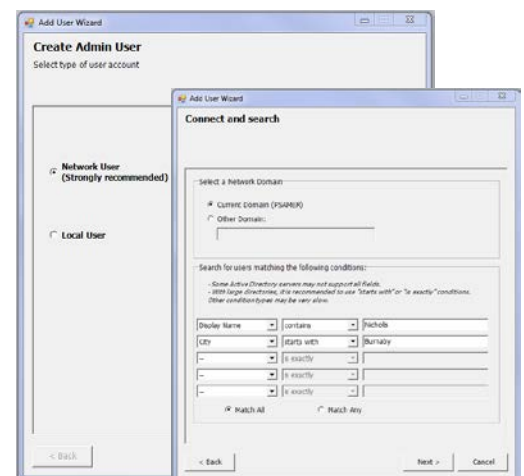 Add User Wizard
Create Admin User
Select type of user account
Network User
(Strongly recommended)
Local User
< Back
Add User Wizard
Connect and search
Select a Network Domain
Current Domain (PSAMER)
Other Domain:
Search for users matching the following conditions:
- Some Active Directory servers may not support all fields.
- With large directories, it is recommended to use "starts with" or "is exactly" conditions.
Other condition types may be very slow.
Display Name contains Nichols
City starts with Burnaby
-- is exactly
-- is exactly
-- is exactly
Match All Match Any
< Back Next > Cancel